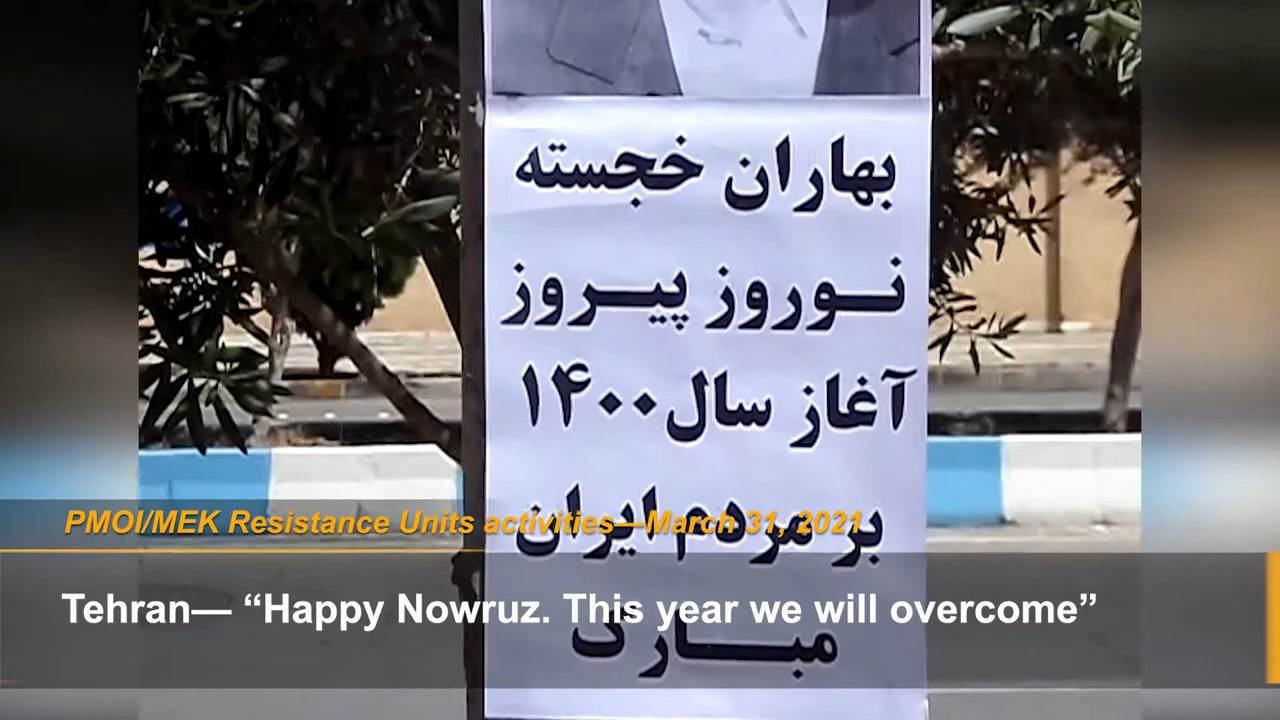 بهاران خجسته
نوروز پیروز
آغاز سال ۱۴۰۰
بر مردم ایران
مبارک
PMOI/MEK Resistance Units activities—March 31, 2021
Tehran— “Happy Nowruz. This year we will overcome”